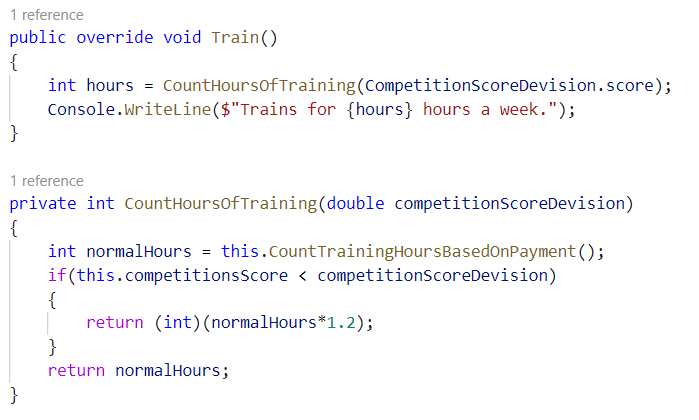 1 reference
public override void Train()
{
    int hours = CountHoursOfTraining(CompetitionScoreDevision.score);
    Console.WriteLine($"Trains for {hours} hours a week.");
}
1 reference
private int CountHoursOfTraining(double competitionScoreDevision)
{
    int normalHours = this.CountTrainingHoursBasedOnPayment();
    if(this.competitionsScore < competitionScoreDevision)
    {
        return (int)(normalHours*1.2);
    }
    return normalHours;
}